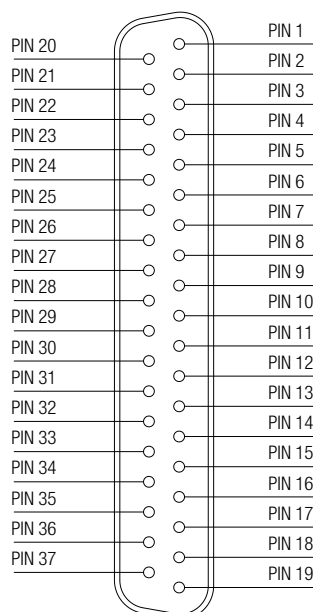 PIN 1
PIN 20
PIN 2
PIN 21
PIN 3
PIN 22
PIN 4
PIN 23
PIN 5
PIN 24
PIN 6
PIN 25
PIN 7
PIN 26
PIN 8
PIN 27
PIN 9
PIN 28
PIN 10
PIN 29
PIN 11
PIN 30
PIN 12
PIN 31
PIN 13
PIN 32
PIN 14
PIN 33
PIN 15
PIN 34
PIN 16
PIN 35
PIN 17
PIN 36
PIN 18
PIN 37
PIN 19